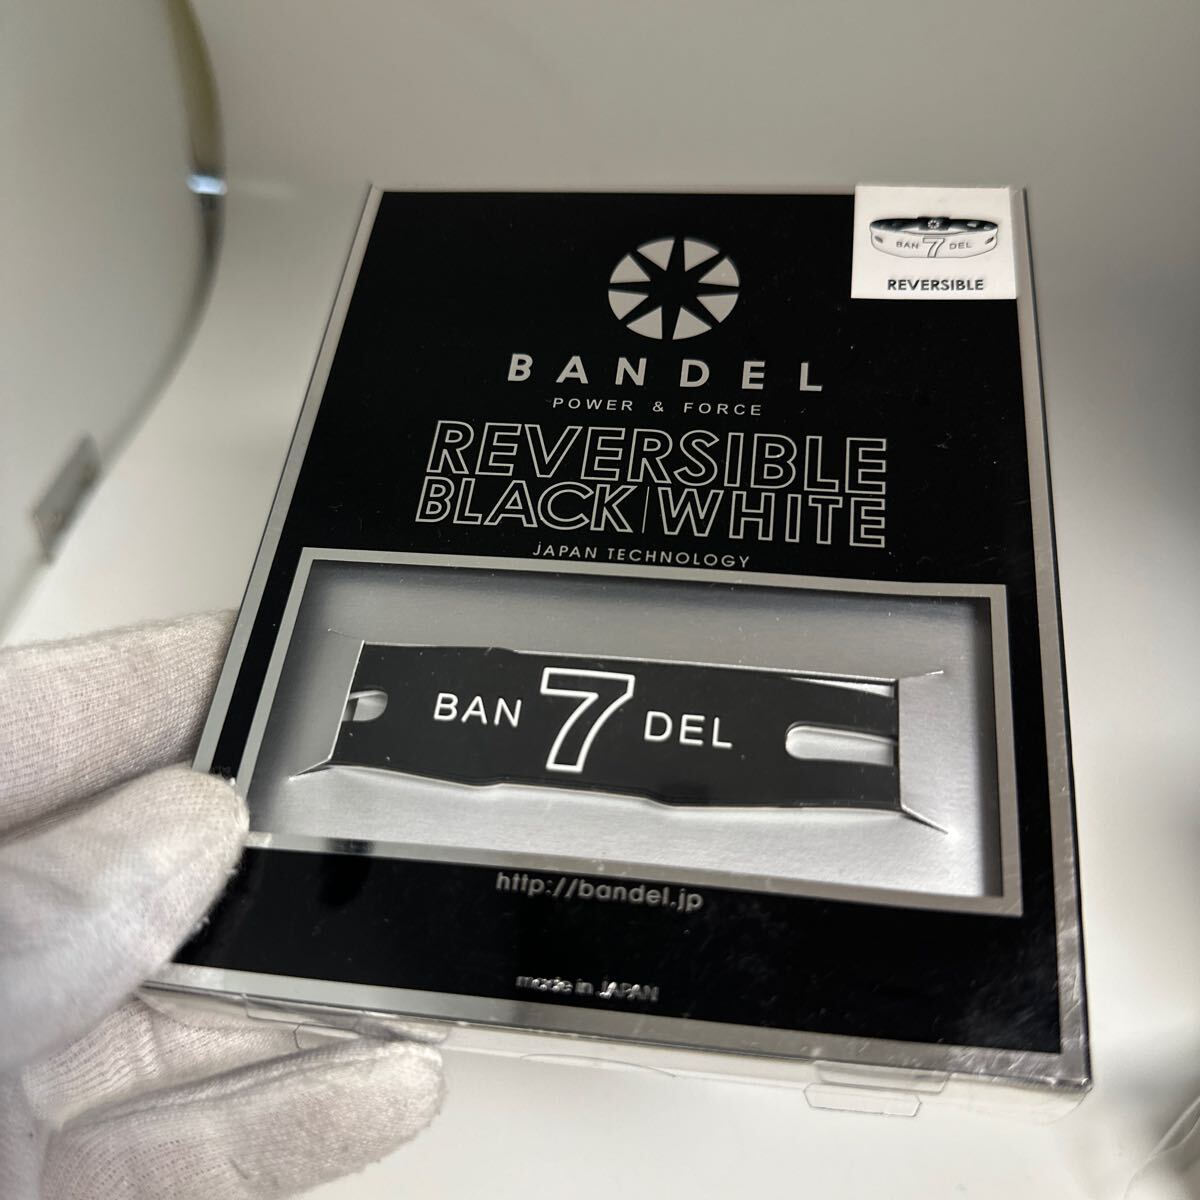 BAN 7 DEL
REVERSIBLE
BANDEL
POWER & FORCE
REVERSIBLE
BLACK|WHITE
JAPAN TECHNOLOGY
BAN 7 DEL
http://bandel.jp
made in JAPAN